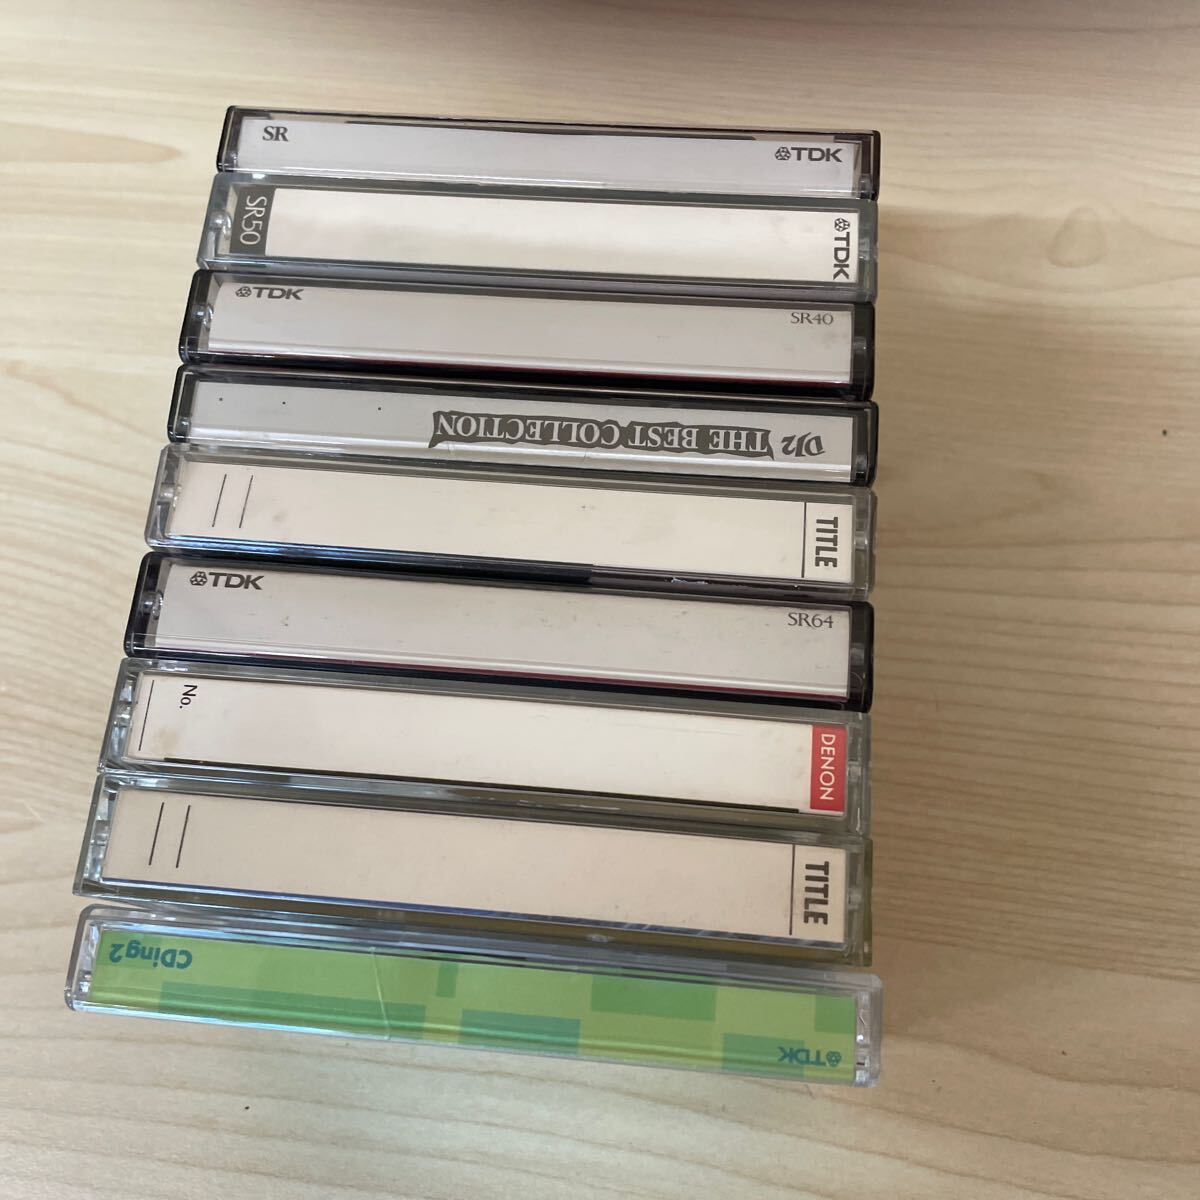 SR TDK
SR50 TDK
TDK SR40
THE BEST COLLECTION
TITLE
TDK SR64
No. DENON
TITLE
CDing2 TDK